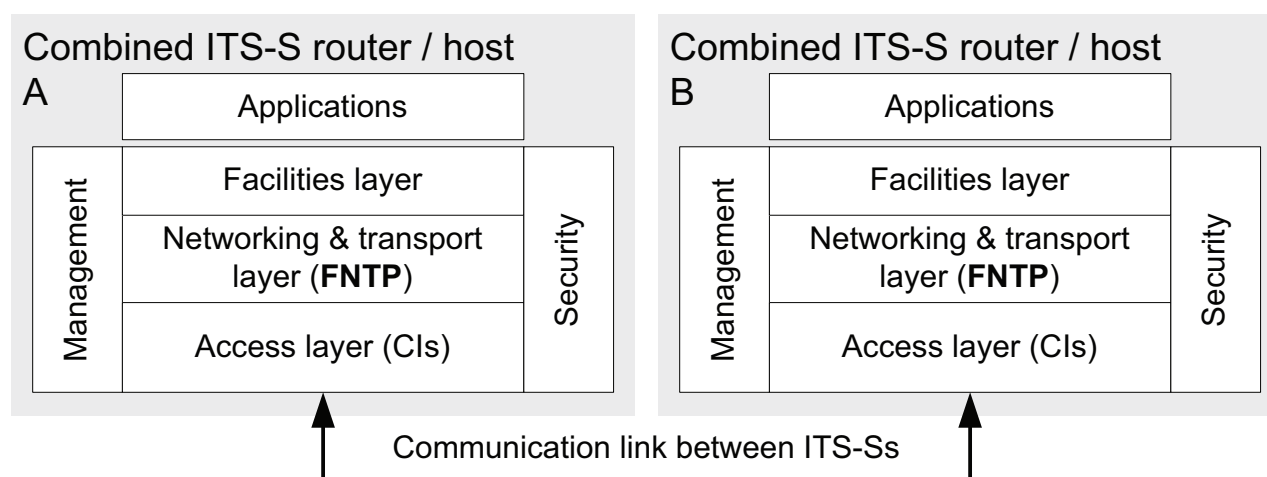 Combined ITS-S router / host
A
Applications
Management
Facilities layer
Networking & transport
layer (FNTP)
Access layer (CIs)
Security
Combined ITS-S router / host
B
Applications
Management
Facilities layer
Networking & transport
layer (FNTP)
Access layer (CIs)
Security
Communication link between ITS-Ss